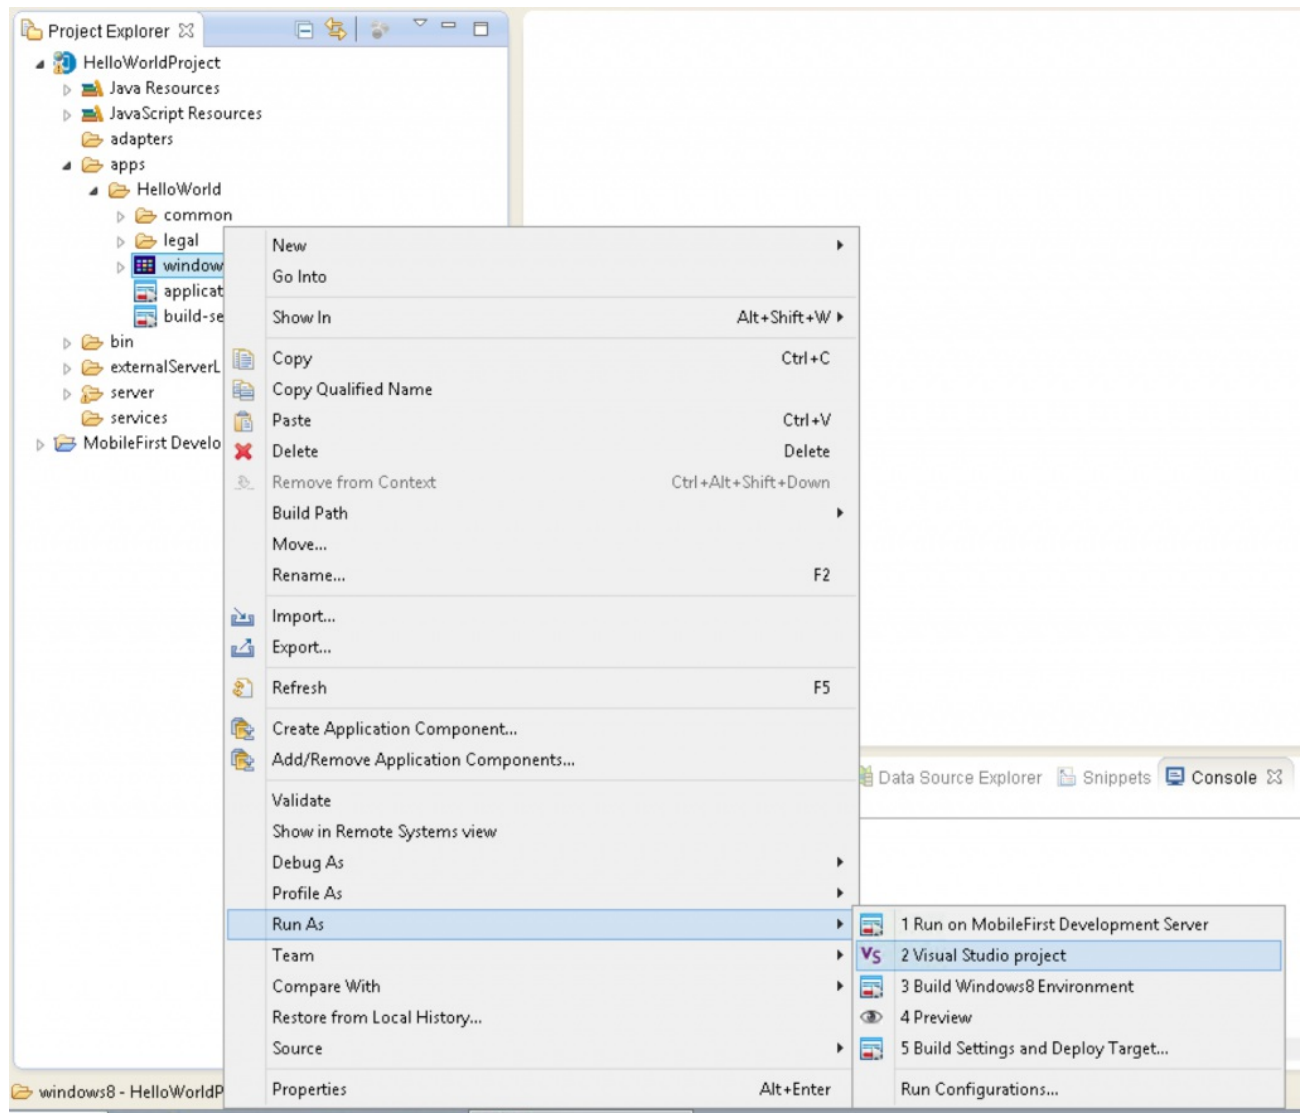 Project Explorer
HelloWorldProject
Java Resources
JavaScript Resources
adapters
apps
HelloWorld
common
legal
window
applicat
build-se
bin
externalServerL
server
services
MobileFirst Develo
New
Go Into
Show In Alt+Shift+W
Copy Ctrl+C
Copy Qualified Name
Paste Ctrl+V
Delete Delete
Remove from Context Ctrl+Alt+Shift+Down
Build Path
Move...
Rename... F2
Import...
Export...
Refresh F5
Create Application Component...
Add/Remove Application Components...
Validate
Show in Remote Systems view
Debug As
Profile As
Run As
Team
Compare With
Restore from Local History...
Source
Properties Alt+Enter
Data Source Explorer Snippets Console
1 Run on MobileFirst Development Server
VS 2 Visual Studio project
3 Build Windows8 Environment
4 Preview
5 Build Settings and Deploy Target...
Run Configurations...
windows8 - HelloWorldP